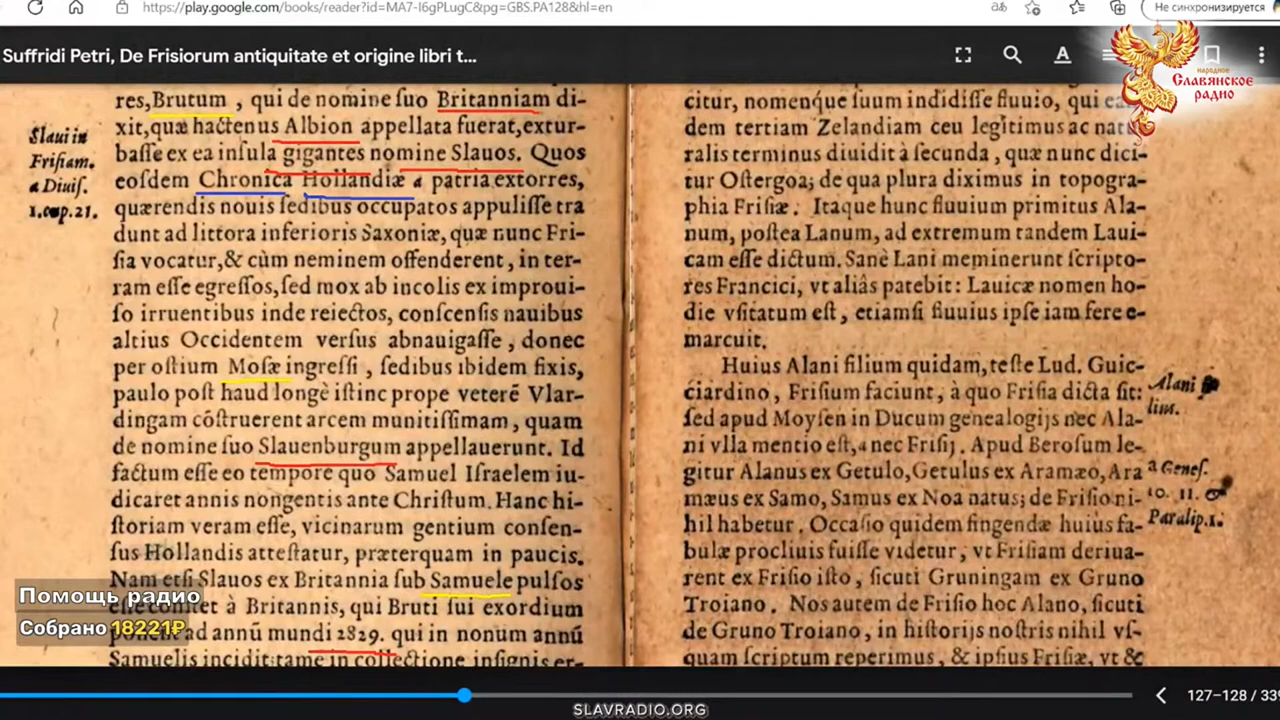 https://play.google.com/books/reader?id=MA7-I6gPLugC&pg=GBS.PA128&hl=en
Не синхронизируется
Suffridi Petri, De Frisiorum antiquitate et origine libri t...
народное
Славянское
радио
Slaui in
Frisiam.
a Diuis.
1.cap.21.
res,Brutum , qui de nomine ſuo Britanniam di-
xit,quæ hactenus Albion appellata fuerat,extur-
baſſe ex ea inſula gigantes nomine Slauos. Quos
eoſdem Chronica Hollandiæ a patria extorres,
quærendis nouis ſedibus occupatos appuliſſe tra
dunt ad littora inferioris Saxoniæ, quæ nunc Fri-
ſia vocatur,& cùm neminem offenderent, in ter-
ram eſſe egreſſos,ſed mox ab incolis ex improui-
ſo irruentibus inde reiectos, conſcenſis nauibus
altius Occidentem verſus abnauigaſſe , donec
per oſtium Moſæ ingreſſi , ſedibus ibidem fixis,
paulo poſt haud longè iſtinc prope veterē Vlar-
dingam cōſtruerent arcem munitiſſimam, quam
de nomine ſuo Slauenburgum appellauerunt. Id
factum eſſe eo tempore quo Samuel Iſraelem iu-
dicaret annis nongentis ante Chriſtum. Hanc hi-
ſtoriam veram eſſe, vicinarum gentium conſen-
ſus Hollandis atteſtatur, præterquam in paucis.
Nam etſi Slauos ex Britannia ſub Samuele pulſos
eſſe conſtet à Britannis, qui Bruti ſui exordium
ponunt ad annū mundi 2829. qui in nonum annū
Samuelis incidit:tamē in collectione inſignis er-
citur, nomenque ſuum indidiſſe fluuio, qui
dem tertiam Zelandiam ceu legitimus ac
ralis terminus diuidit à ſecunda , quæ nunc dici-
tur Oſtergoa; de qua plura diximus in topogra-
phia Friſiæ. Itaque hunc fluuium primitus Ala-
num, poſtea Lanum, ad extremum tandem Laui-
cam eſſe dictum. Sanè Lani meminerunt ſcripto-
res Francici, vt aliàs patebit: Lauicæ nomen ho-
die vſitatum eſt , etiamſi fluuius ipſe iam fere e-
marcuit.
Huius Alani filium quidam,teſte Lud. Guic-
ciardino, Friſium faciunt, à quo Friſia dicta ſit:
ſed apud Moyſen in Ducum genealogijs nec Ala-
ni vlla mentio eſt,a nec Friſij . Apud Beroſum le-
gitur Alanus ex Getulo,Getulus ex Aramæo, Ara
mæus ex Samo, Samus ex Noa natus; de Friſio ni-
hil habetur . Occaſio quidem fingendæ huius fa-
bulæ procliuis fuiſſe videtur, vt Friſiam deriua-
rent ex Friſio iſto, ſicuti Gruningam ex Gruno
Troiano. Nos autem de Friſio hoc Alano, ſicuti
de Gruno Troiano, in hiſtorijs noſtris nihil vſ-
quam ſcriptum reperimus, & ipſius Friſiæ, vt &
Alani
lius.
a Geneſ.
10. 11. &
Paralip.1.
Помощь радио
Собрано 18221₽
127–128 / 339
SLAVRADIO.ORG